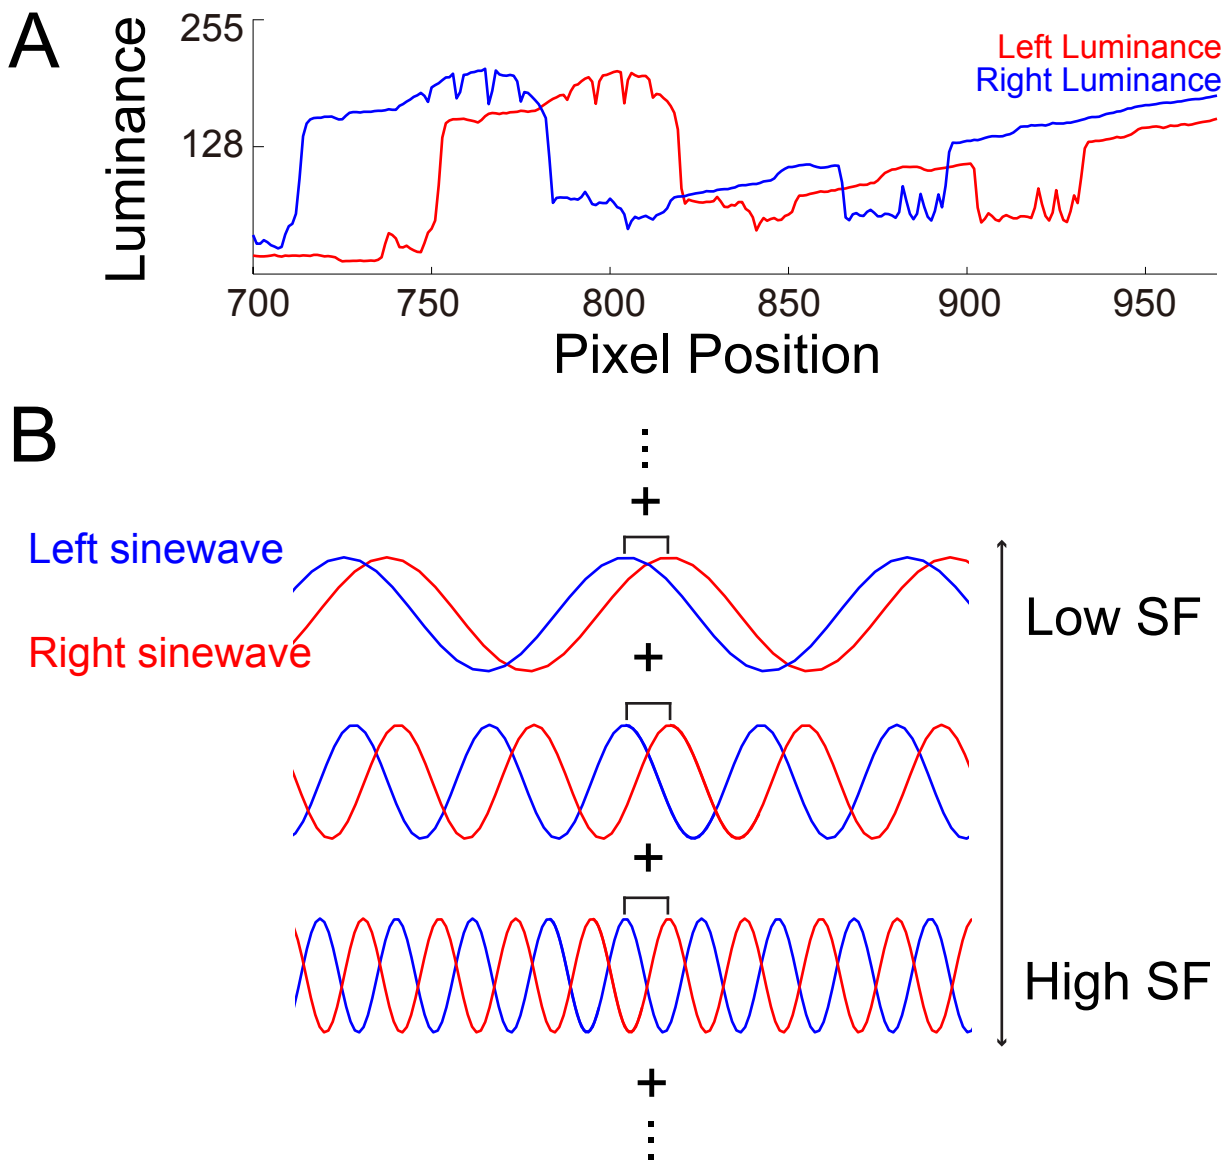 A
Luminance
255
128
Left Luminance
Right Luminance
700 750 800 850 900 950
Pixel Position
B
+
Left sinewave
Low SF
Right sinewave
+
+
High SF
+